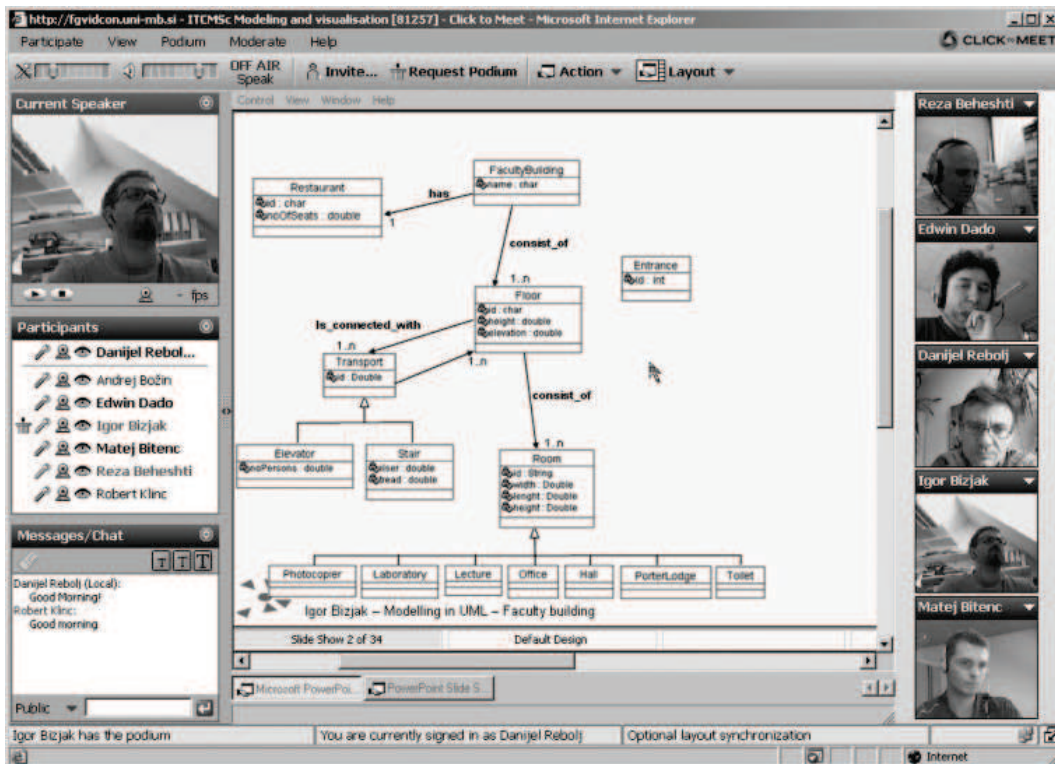 http://fgvidcon.uni-mb.si - ITCMSc Modeling and visualisation [81257] - Click to Meet - Microsoft Internet Explorer
Participate View Podium Moderate Help
CLICK TO MEET
OFF AIR
Speak
Invite... Request Podium Action Layout
Current Speaker
- fps
Participants
Danijel Rebol...
Andrej Božin
Edwin Dado
Igor Bizjak
Matej Bitenc
Reza Beheshti
Robert Klinc
Messages/Chat
T T T
Danijel Rebolj (Local):
Good Morning!
Robert Klinc:
Good morning
Public
Control View Window Help
FacultyBuilding
name : char
Restaurant
id : char
noOfSeats : double
has
1
consist_of
1..n
Entrance
id : int
Floor
id : char
height : double
elevation : double
Is_connected_with
1..n
1..n
Transport
id : Double
consist_of
1..n
Elevator
noPersons : double
Stair
riser : double
tread : double
Room
id : String
width : Double
lenght : Double
height : Double
Photocopier Laboratory Lecture Office Hall PorterLodge Toilet
Igor Bizjak – Modelling in UML – Faculty building
Slide Show 2 of 34 Default Design
Microsoft PowerPoi... PowerPoint Slide S...
Reza Beheshti
Edwin Dado
Danijel Rebolj
Igor Bizjak
Matej Bitenc
Igor Bizjak has the podium You are currently signed in as Danijel Rebolj Optional layout synchronization
Internet